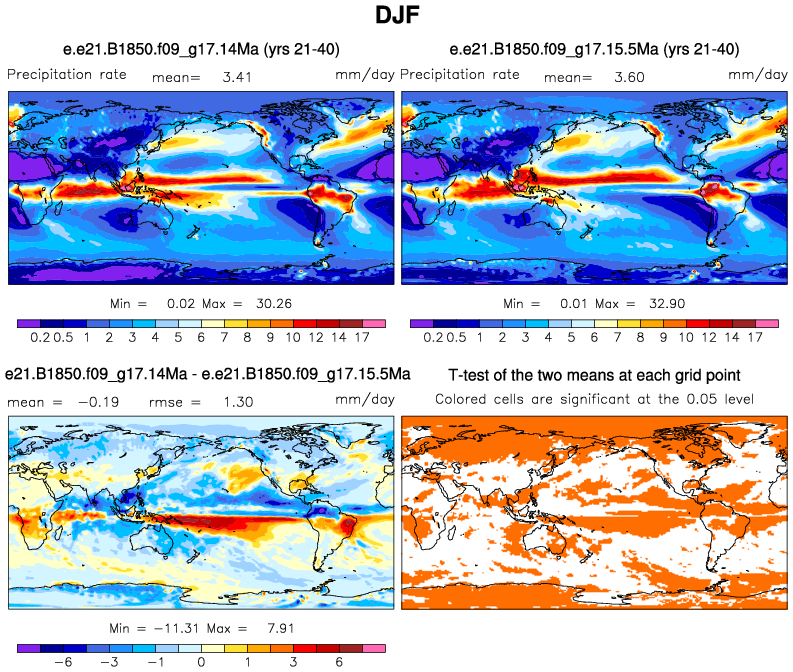 DJF
e.e21.B1850.f09_g17.14Ma (yrs 21-40)
Precipitation rate mean= 3.41 mm/day
Min = 0.02 Max = 30.26
0.2 0.5 1 2 3 4 5 6 7 8 9 10 12 14 17
e.e21.B1850.f09_g17.15.5Ma (yrs 21-40)
Precipitation rate mean= 3.60 mm/day
Min = 0.01 Max = 32.90
0.2 0.5 1 2 3 4 5 6 7 8 9 10 12 14 17
e21.B1850.f09_g17.14Ma - e.e21.B1850.f09_g17.15.5Ma
mean = -0.19 rmse = 1.30 mm/day
Min = -11.31 Max = 7.91
-6 -3 -1 0 1 3 6
T-test of the two means at each grid point
Colored cells are significant at the 0.05 level